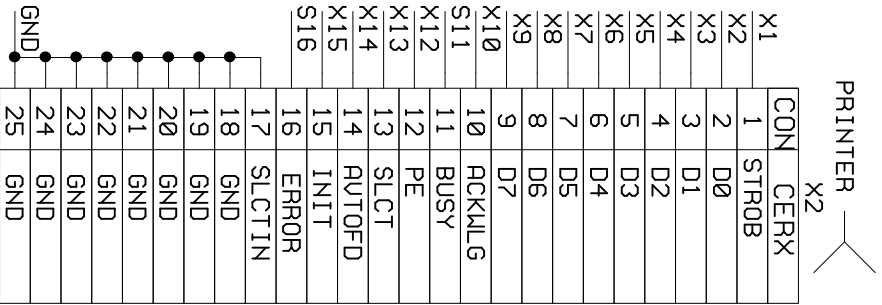 PRINTER
X2
CON CERX
X1 1 STROB
X2 2 D0
X3 3 D1
X4 4 D2
X5 5 D3
X6 6 D4
X7 7 D5
X8 8 D6
X9 9 D7
X10 10 ACKWLG
S11 11 BUSY
X12 12 PE
X13 13 SLCT
X14 14 AVTOFD
X15 15 INIT
S16 16 ERROR
17 SLCTIN
18 GND
19 GND
20 GND
21 GND
22 GND
23 GND
24 GND
GND 25 GND